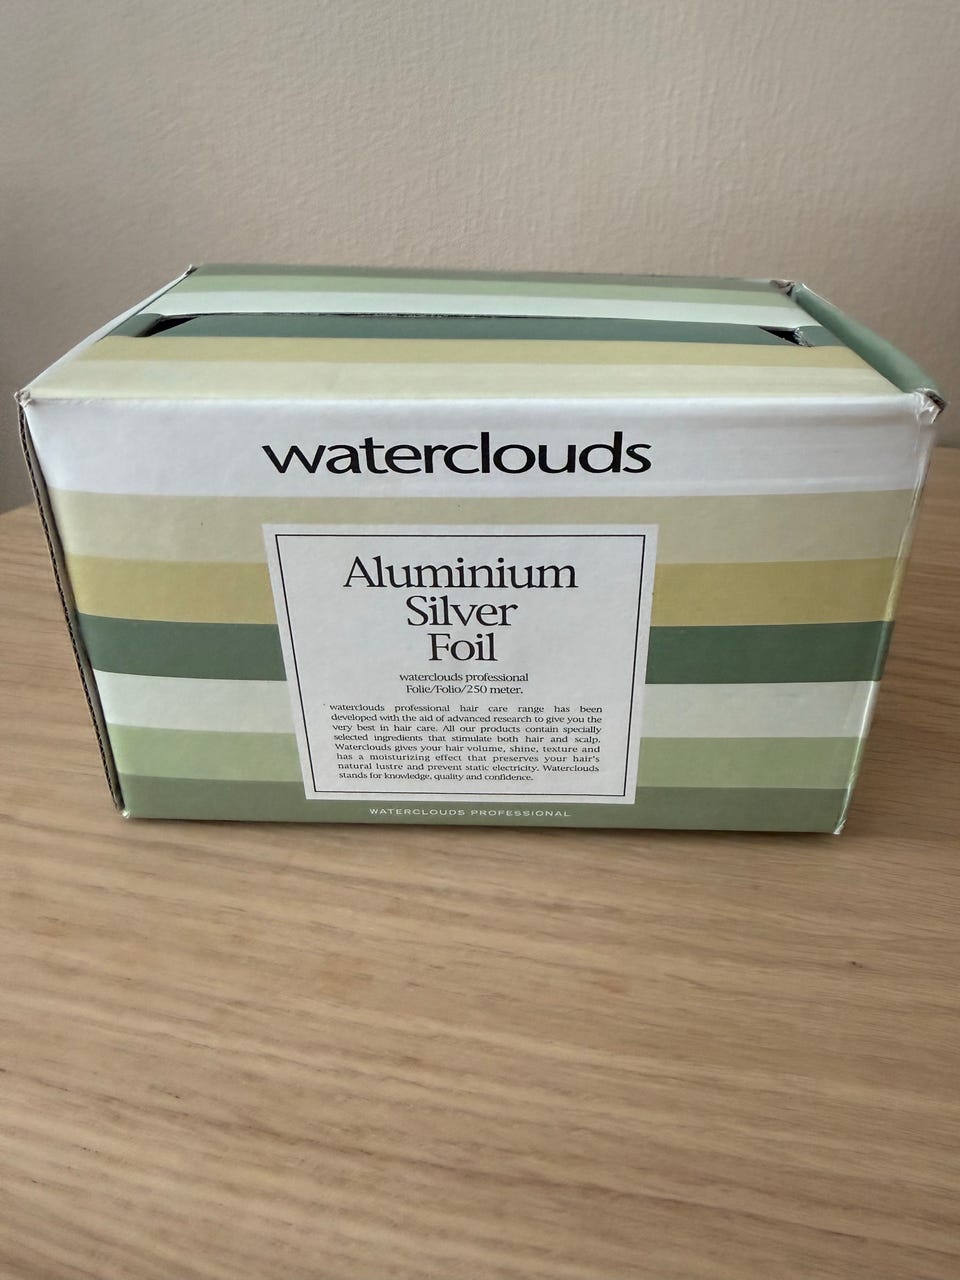 waterclouds
Aluminium
Silver
Foil
waterclouds professional
Folie/Folio/250 meter.
waterclouds professional hair care range has been
developed with the aid of advanced research to give you the
very best in hair care. All our products contain specially
selected ingredients that stimulate both hair and scalp.
Waterclouds gives your hair volume, shine, texture and
has a moisturizing effect that preserves your hair's
natural lustre and prevent static electricity. Waterclouds
stands for knowledge, quality and confidence.
WATERCLOUDS PROFESSIONAL